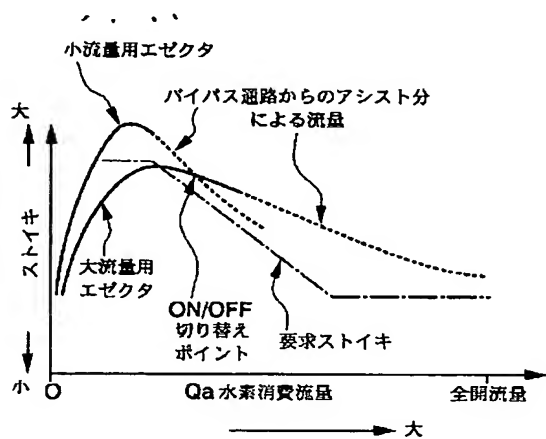 小流量用エゼクタ
バイパス通路からのアシスト分
による流量
大
ストイキ
小
大流量用
エゼクタ
ON/OFF
切り替え
ポイント
要求ストイキ
O
Qa 水素消費流量
全開流量
大